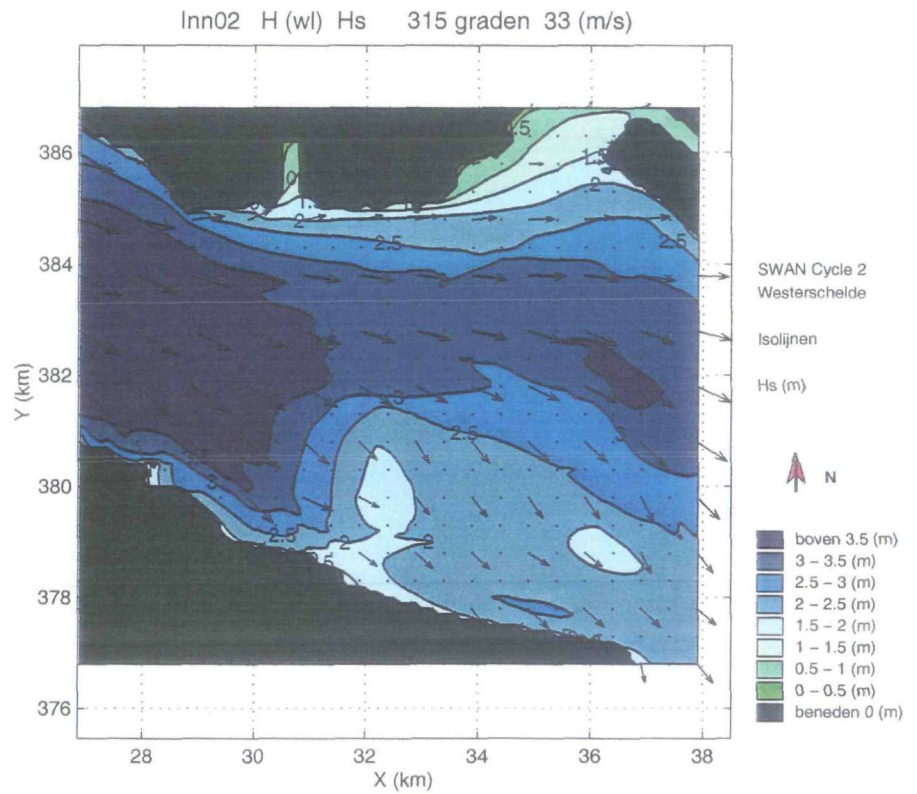 Inn02 H (wl) Hs 315 graden 33 (m/s)
386
384
382
380
378
376
Y (km)
28
30
32
34
36
38
X (km)
.5
1.5
2
2.5
2.5
2
2.5
3
2.5
2.5
2
2
SWAN Cycle 2
Westerschelde
Isolijnen
Hs (m)
N
boven 3.5 (m)
3 – 3.5 (m)
2.5 – 3 (m)
2 – 2.5 (m)
1.5 – 2 (m)
1 – 1.5 (m)
0.5 – 1 (m)
0 – 0.5 (m)
beneden 0 (m)